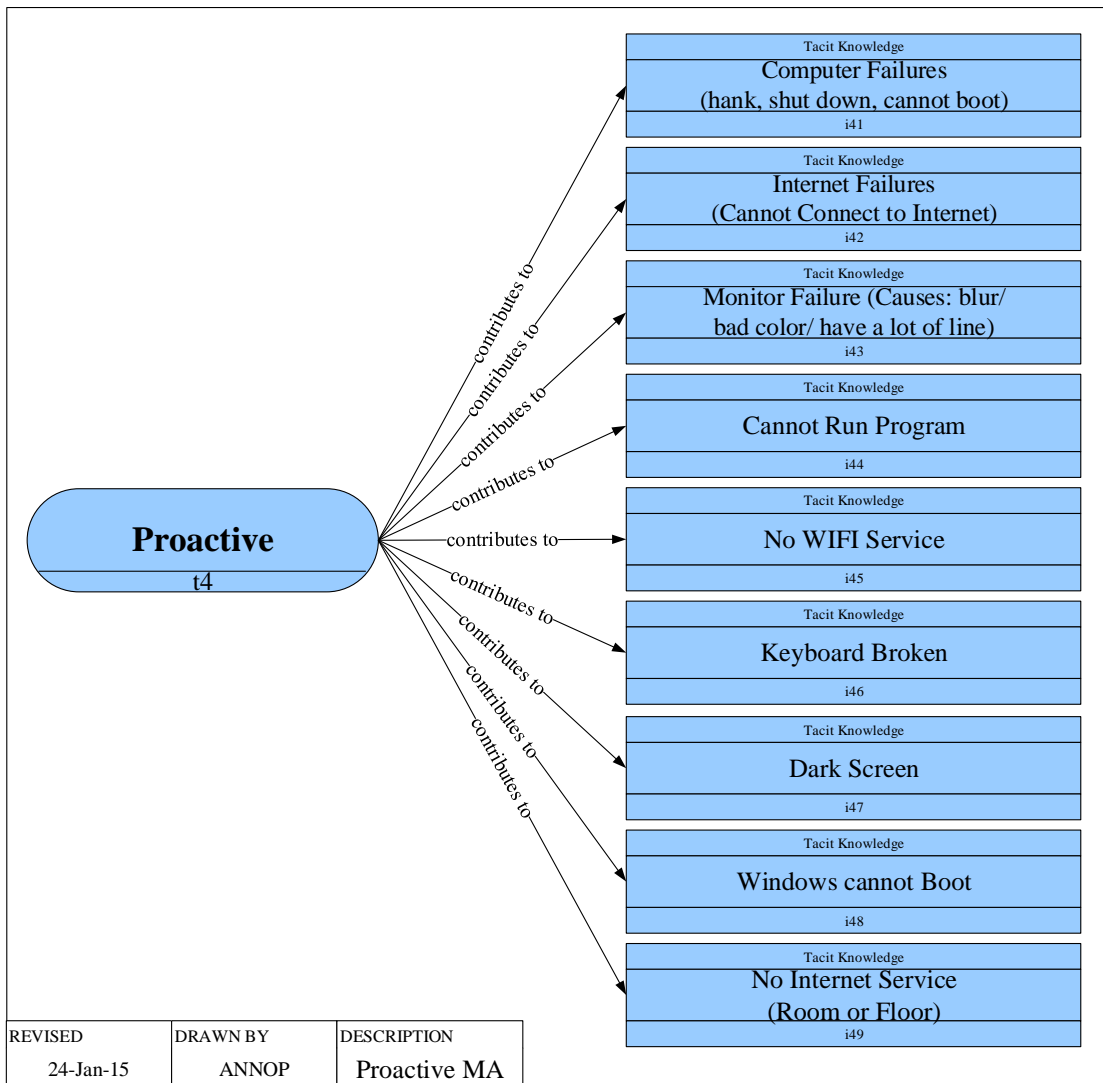 Tacit Knowledge
Computer Failures
(hank, shut down, cannot boot)
i41
Tacit Knowledge
Internet Failures
(Cannot Connect to Internet)
i42
Tacit Knowledge
Monitor Failure (Causes: blur/
bad color/ have a lot of line)
i43
Tacit Knowledge
Cannot Run Program
i44
Tacit Knowledge
No WIFI Service
i45
Tacit Knowledge
Keyboard Broken
i46
Tacit Knowledge
Dark Screen
i47
Tacit Knowledge
Windows cannot Boot
i48
Tacit Knowledge
No Internet Service
(Room or Floor)
i49
contributes to
contributes to
contributes to
contributes to
contributes to
contributes to
contributes to
contributes to
contributes to
Proactive
t4
REVISED
24-Jan-15
DRAWN BY
ANNOP
DESCRIPTION
Proactive MA